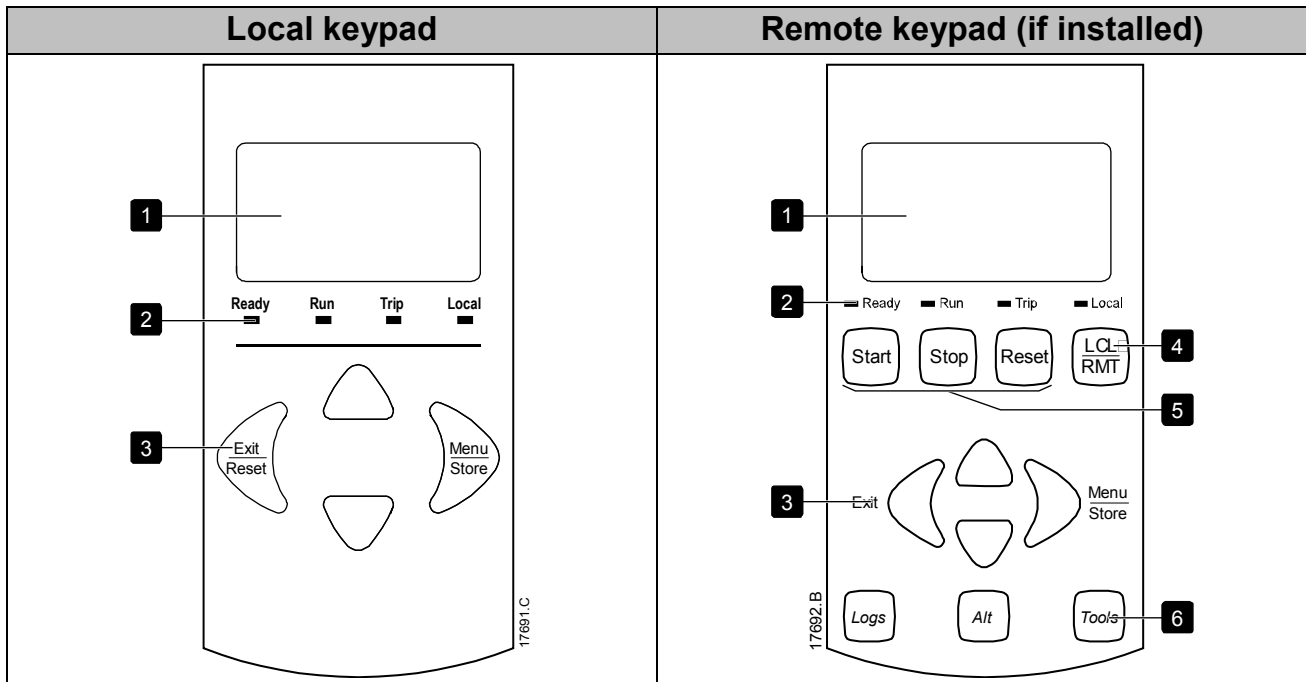 Local keypad
Remote keypad (if installed)
1
Ready Run Trip Local
2
3
Exit
Reset
Menu
Store
17691.C
1
2
Ready Run Trip Local
Start Stop Reset
LCL
RMT
4
5
3
Exit
Menu
Store
17692.B
Logs Alt Tools
6